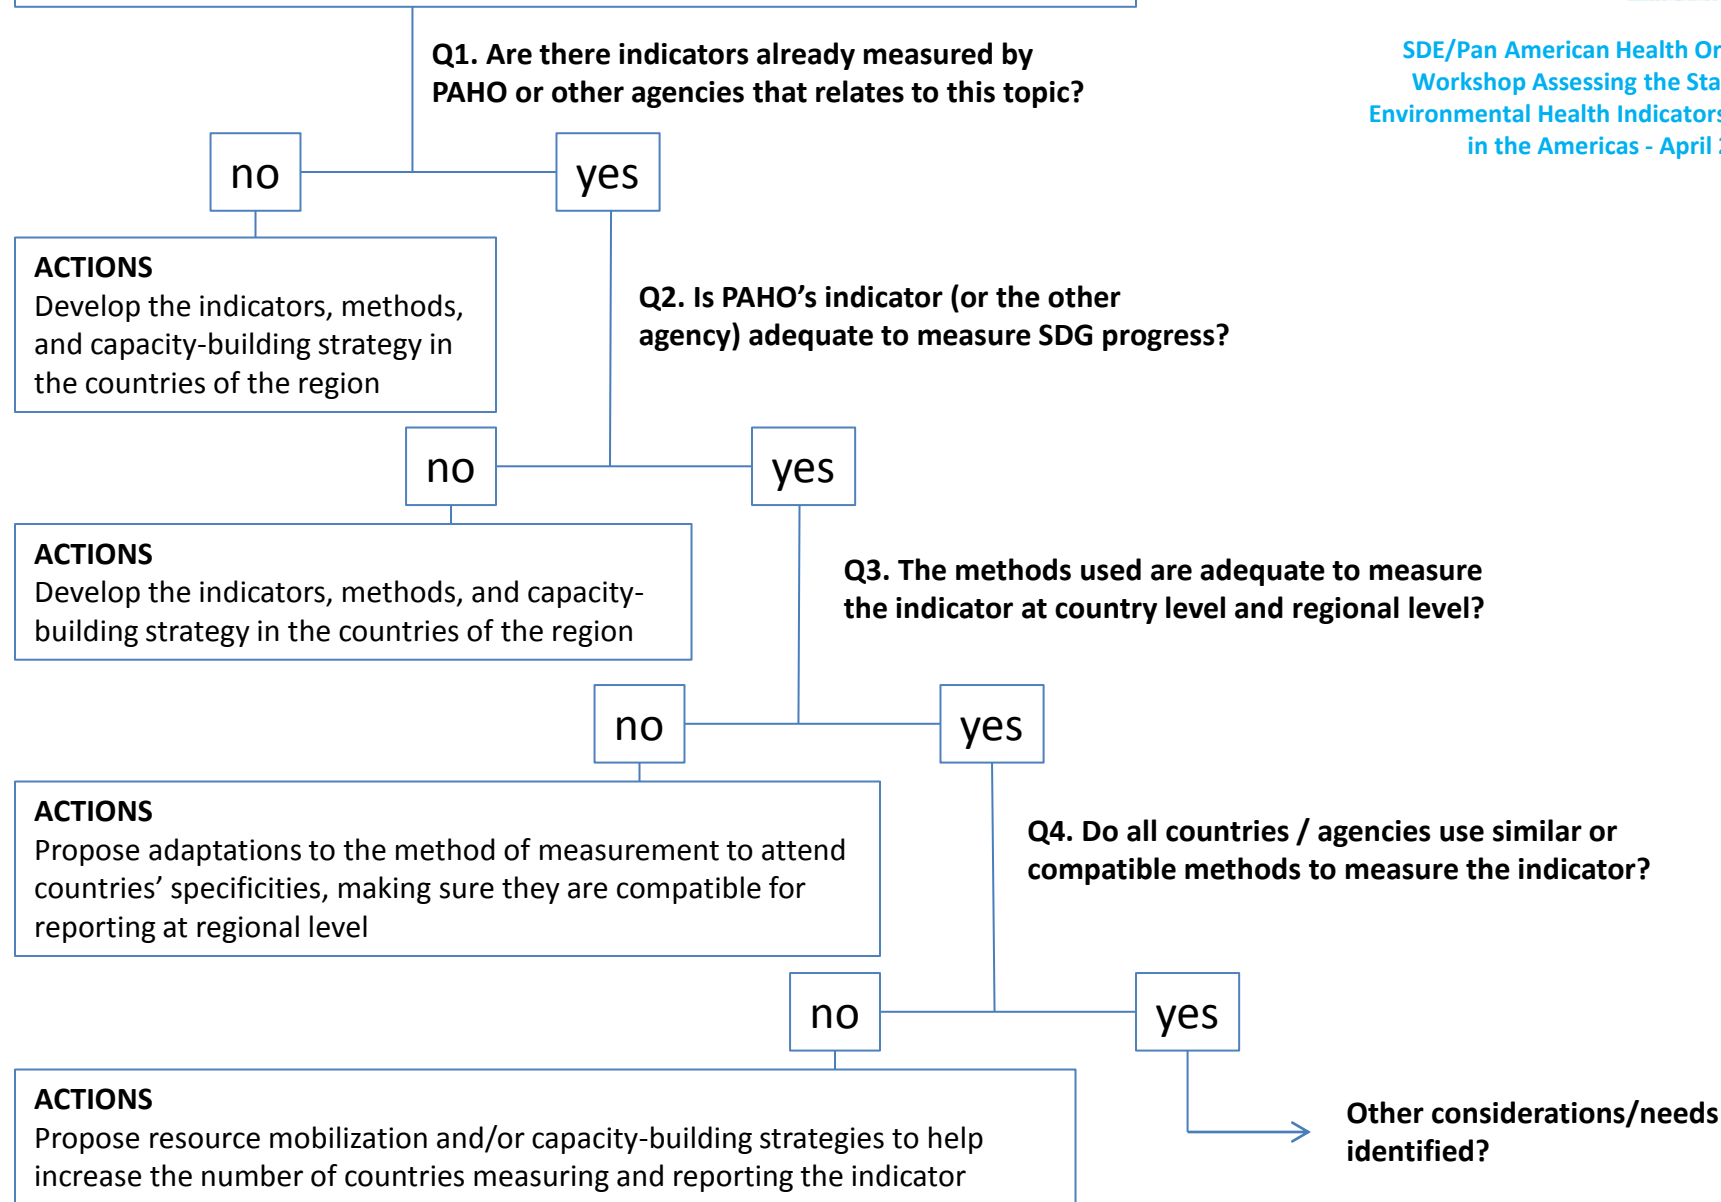 Q1. Are there indicators already measured by
PAHO or other agencies that relates to this topic?
SDE/Pan American Health Or
Workshop Assessing the Sta
Environmental Health Indicators
in the Americas - April
no
yes
ACTIONS
Develop the indicators, methods,
and capacity-building strategy in
the countries of the region
Q2. Is PAHO’s indicator (or the other
agency) adequate to measure SDG progress?
no
yes
ACTIONS
Develop the indicators, methods, and capacity-
building strategy in the countries of the region
Q3. The methods used are adequate to measure
the indicator at country level and regional level?
no
yes
ACTIONS
Propose adaptations to the method of measurement to attend
countries’ specificities, making sure they are compatible for
reporting at regional level
Q4. Do all countries / agencies use similar or
compatible methods to measure the indicator?
no
yes
ACTIONS
Propose resource mobilization and/or capacity-building strategies to help
increase the number of countries measuring and reporting the indicator
Other considerations/needs
identified?